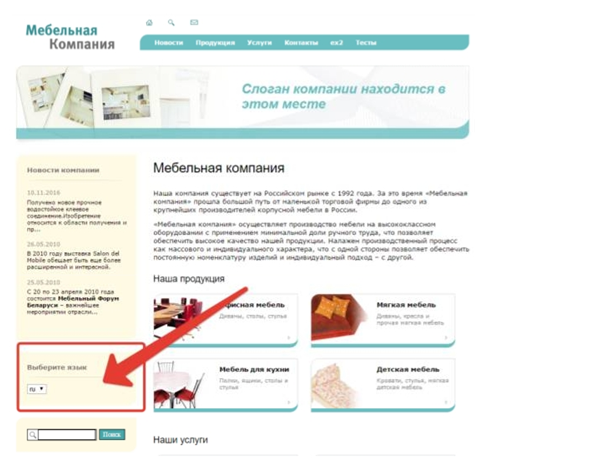 Мебельная
Компания
Новости Продукция Услуги Контакты ex2 Тесты
Слоган компании находится в
этом месте
Новости компании
10.11.2016
Получено новое прочное
водостойкое клеевое
соединение.Изобретение
относится к области получения и
пр...
26.05.2010
В 2010 году выставка Salon del
Mobile обещает быть еще более
расширенной и интересной.
25.05.2010
С 20 по 23 апреля 2010 года
состоится Мебельный Форум
Беларуси – важнейшее
мероприятие отрасли...
Выберите язык
ru
Поиск
Мебельная компания
Наша компания существует на Российском рынке с 1992 года. За это время «Мебельная
компания» прошла большой путь от маленькой торговой фирмы до одного из
крупнейших производителей корпусной мебели в России.
«Мебельная компания» осуществляет производство мебели на высококлассном
оборудовании с применением минимальной доли ручного труда, что позволяет
обеспечить высокое качество нашей продукции. Налажен производственный процесс
как массового и индивидуального характера, что с одной стороны позволяет обеспечить
постоянную номенклатуру изделий и индивидуальный подход – с другой.
Наша продукция
Офисная мебель
Диваны, столы, стулья
Мягкая мебель
Диваны, кресла и
прочая мягкая мебель
Мебель для кухни
Полки, ящики, столы и
стулья
Детская мебель
Кровати, стулья, мягкая
детская мебель
Наши услуги